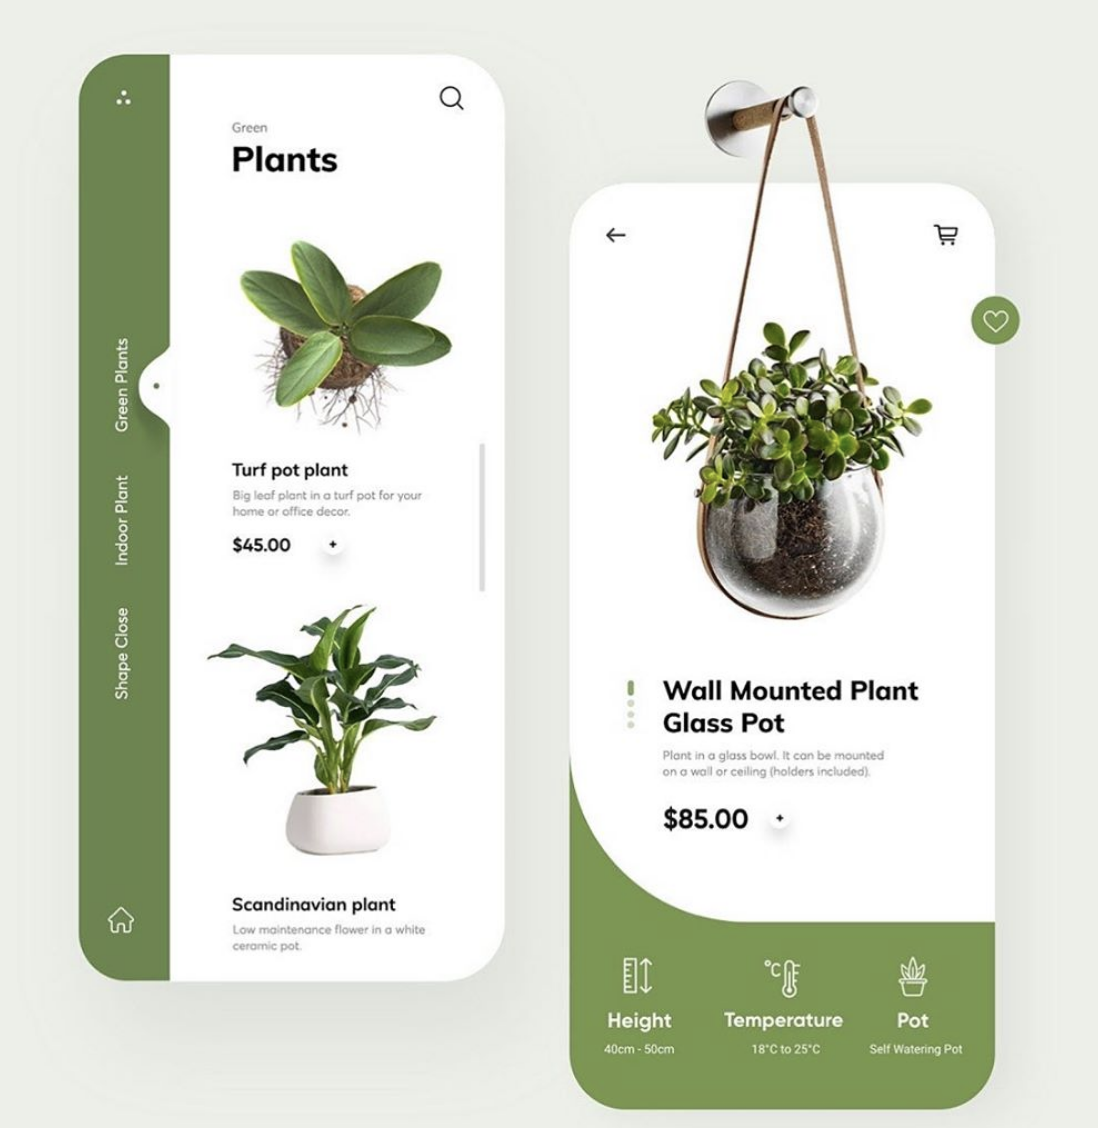 Green
Plants
Green Plants
Indoor Plant
Shape Close
Turf pot plant
Big leaf plant in a turf pot for your
home or office decor.
$45.00 +
Scandinavian plant
Low maintenance flower in a white
ceramic pot.
Wall Mounted Plant
Glass Pot
Plant in a glass bowl. It can be mounted
on a wall or ceiling (holders included).
$85.00 +
°C
Height
40cm - 50cm
Temperature
18°C to 25°C
Pot
Self Watering Pot